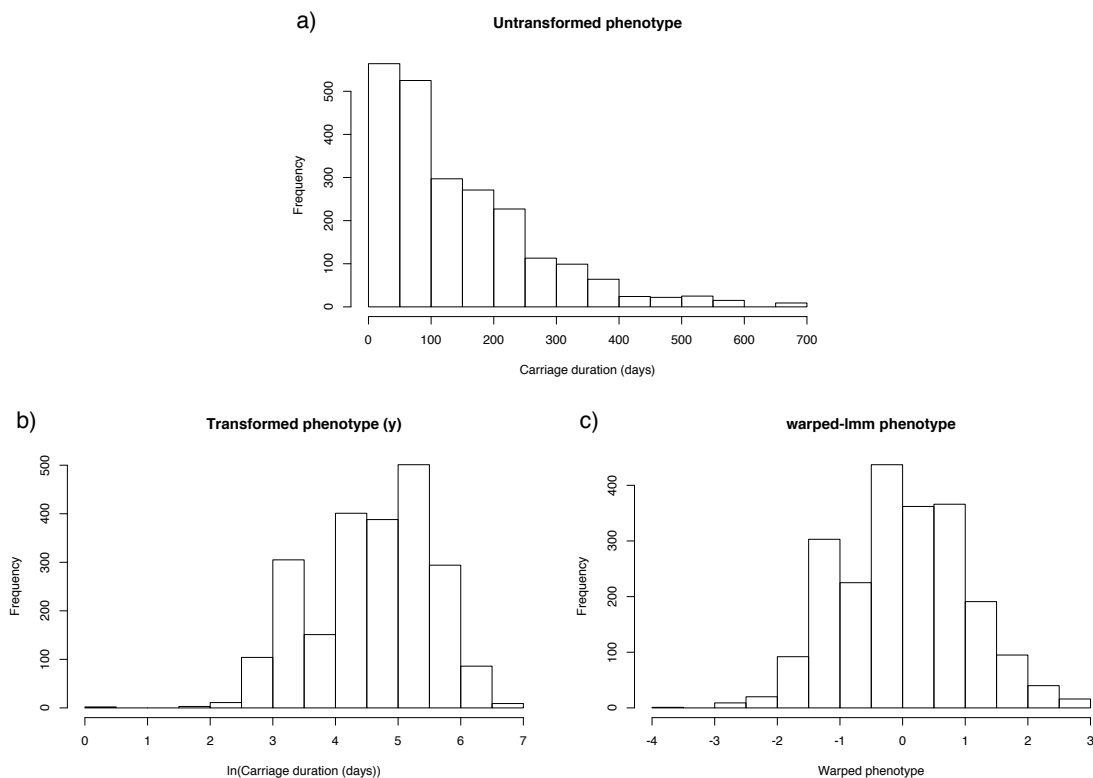 a)
Untransformed phenotype
Frequency
0 100 200 300 400 500
0 100 200 300 400 500 600 700
Carriage duration (days)
b)
Transformed phenotype (y)
Frequency
0 100 200 300 400 500
0 1 2 3 4 5 6 7
ln(Carriage duration (days))
c)
warped-lmm phenotype
Frequency
0 100 200 300 400
-4 -3 -2 -1 0 1 2 3
Warped phenotype